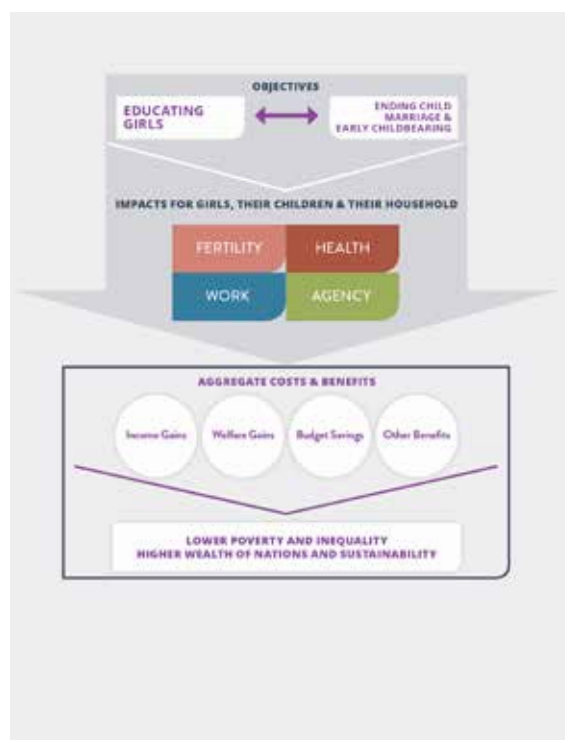 OBJECTIVES
EDUCATING
GIRLS
ENDING CHILD
MARRIAGE &
EARLY CHILDBEARING
IMPACTS FOR GIRLS, THEIR CHILDREN & THEIR HOUSEHOLD
FERTILITY
HEALTH
WORK
AGENCY
AGGREGATE COSTS & BENEFITS
Income Gains
Welfare Gains
Budget Savings
Other Benefits
LOWER POVERTY AND INEQUALITY
HIGHER WEALTH OF NATIONS AND SUSTAINABILITY